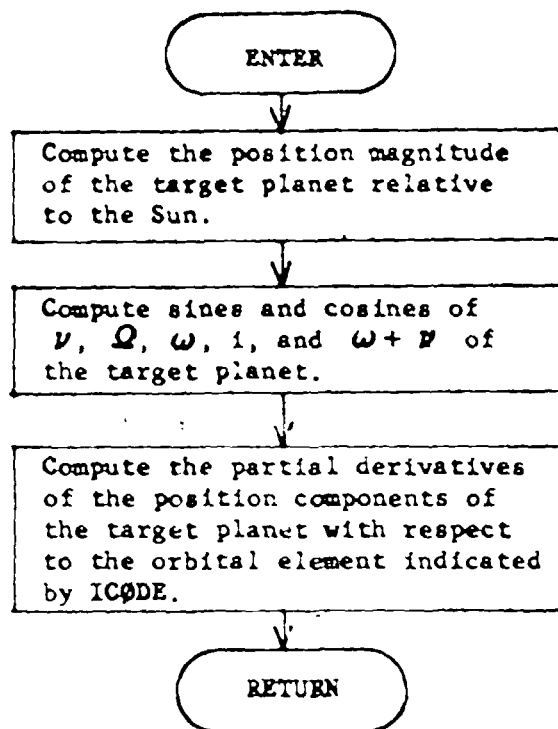 ENTER
Compute the position magnitude
of the target planet relative
to the Sun.
Compute sines and cosines of
ν, Ω, ω, i, and ω + ν of
the target planet.
Compute the partial derivatives
of the position components of
the target planet with respect
to the orbital element indicated
by ICØDE.
RETURN